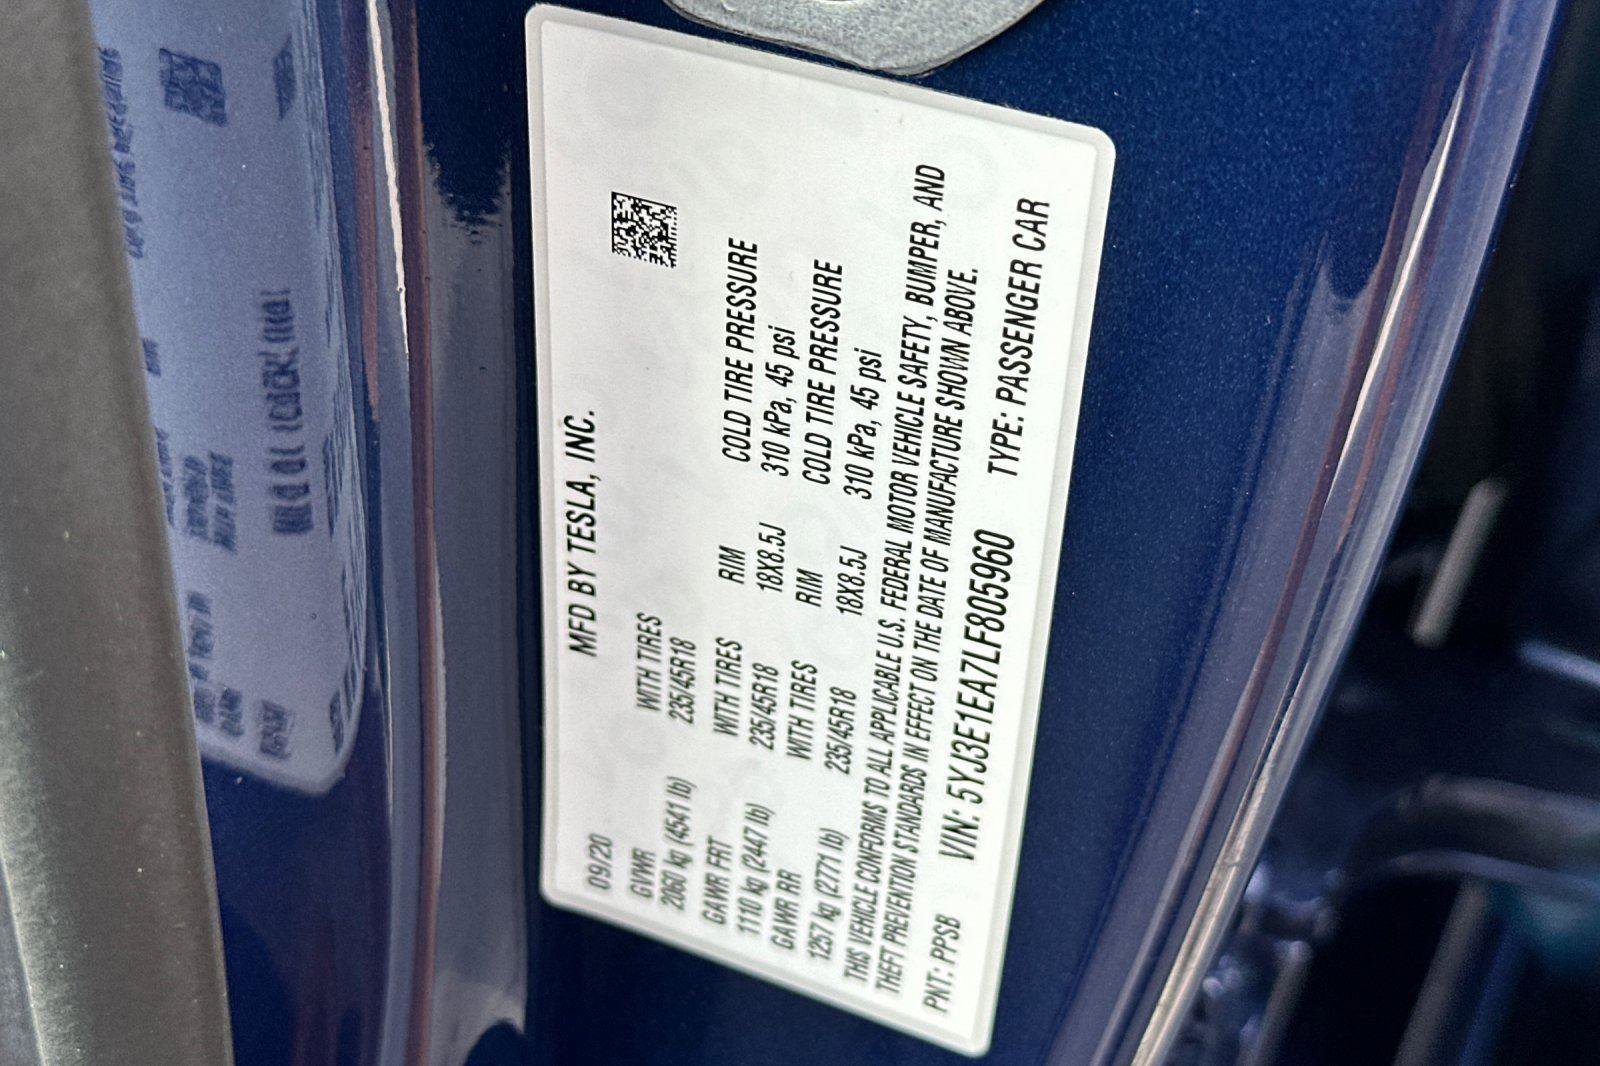 MFD BY TESLA, INC.
09/20
GVWR WITH TIRES RIM COLD TIRE PRESSURE
2060 kg (4541 lb) 235/45R18 18X8.5J 310 kPa, 45 psi
GAWR FRT WITH TIRES RIM COLD TIRE PRESSURE
1110 kg (2447 lb) 235/45R18 18X8.5J 310 kPa, 45 psi
GAWR RR WITH TIRES
1257 kg (2771 lb) 235/45R18
THIS VEHICLE CONFORMS TO ALL APPLICABLE U.S. FEDERAL MOTOR VEHICLE SAFETY, BUMPER, AND
THEFT PREVENTION STANDARDS IN EFFECT ON THE DATE OF MANUFACTURE SHOWN ABOVE.
PNT: PPSB VIN: 5YJ3E1EA7LF805960 TYPE: PASSENGER CAR